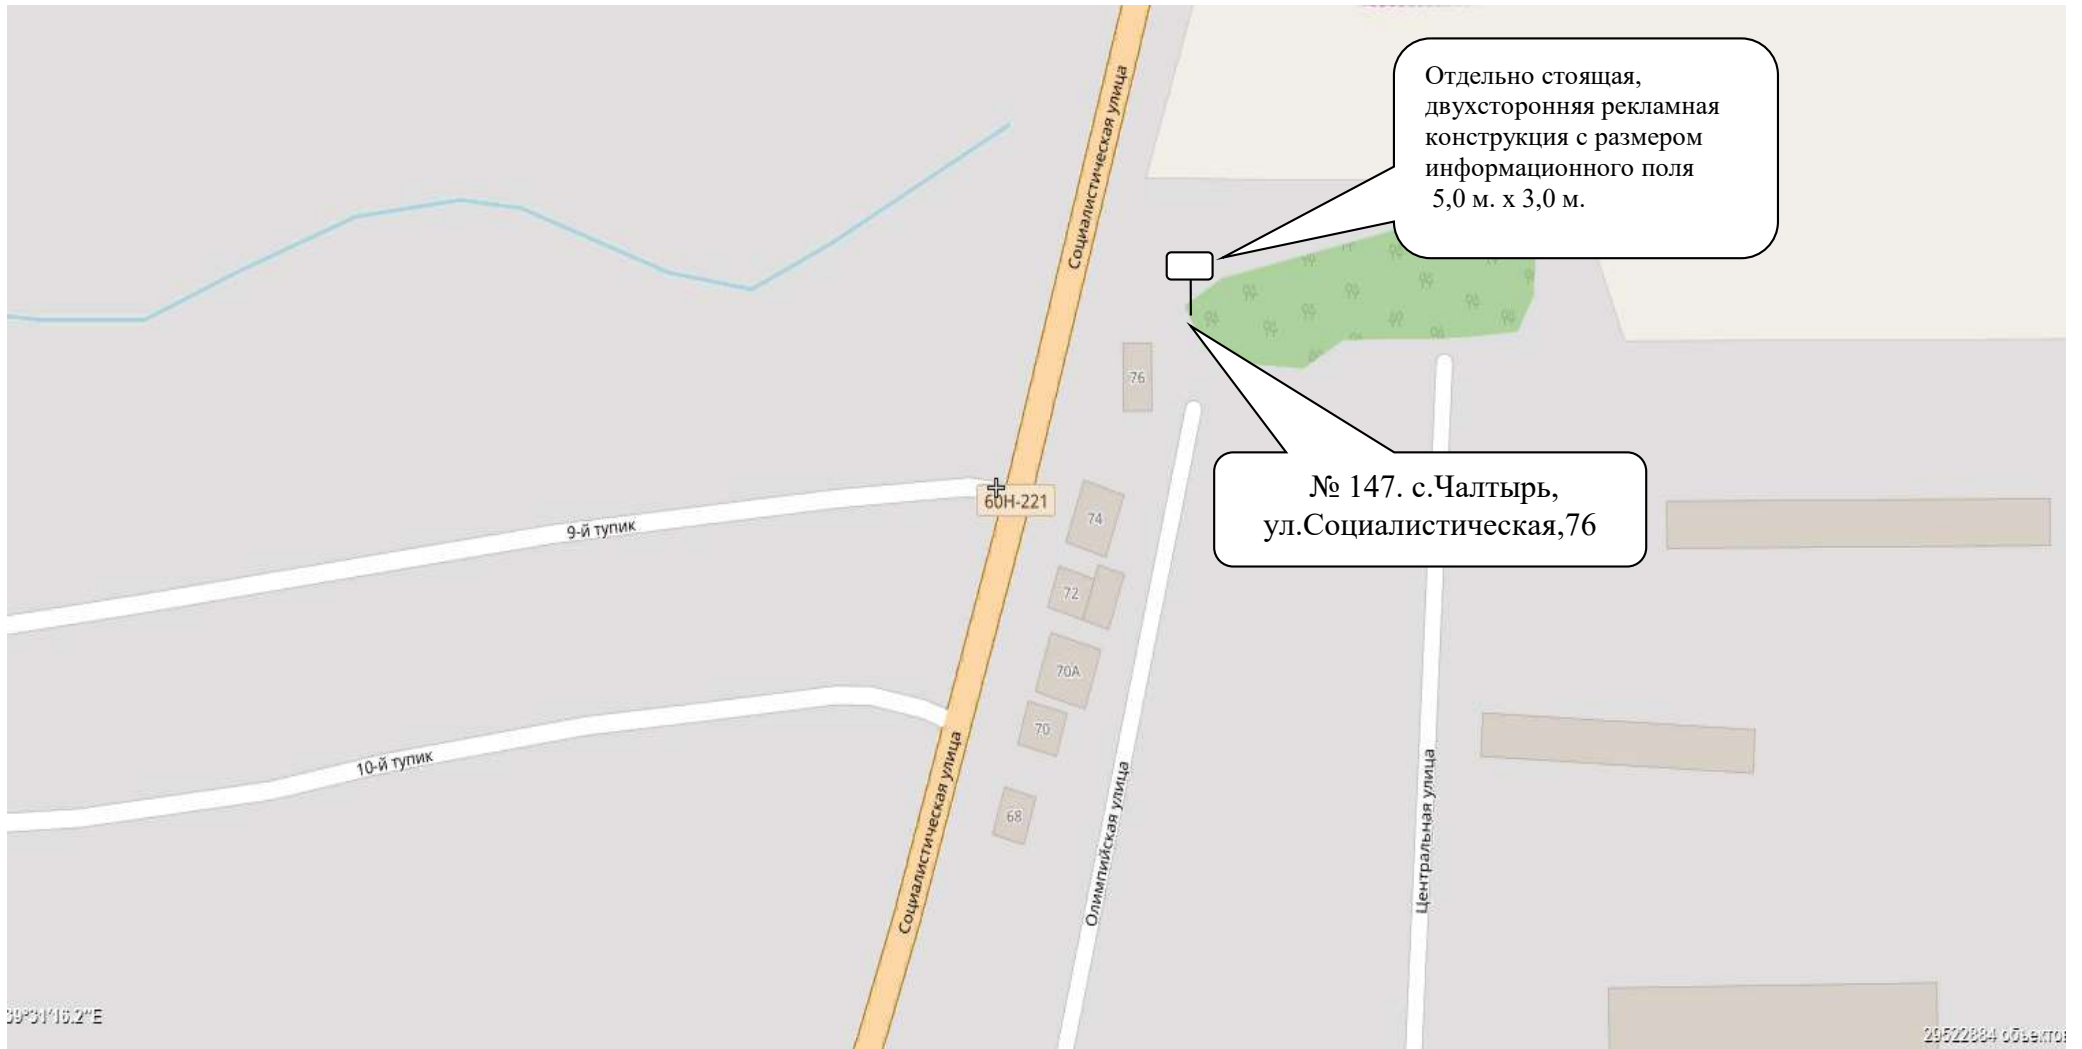 Отдельно стоящая,
двухсторонняя рекламная
конструкция с размером
информационного поля
5,0 м. х 3,0 м.
Социалистическая улица
76
№ 147. с.Чалтырь,
ул.Социалистическая,76
60Н-221
9-й тупик
74
72
70А
70
68
10-й тупик
Социалистическая улица
Олимпийская улица
Центральная улица
39°31'16.2"E
29522884 объекто